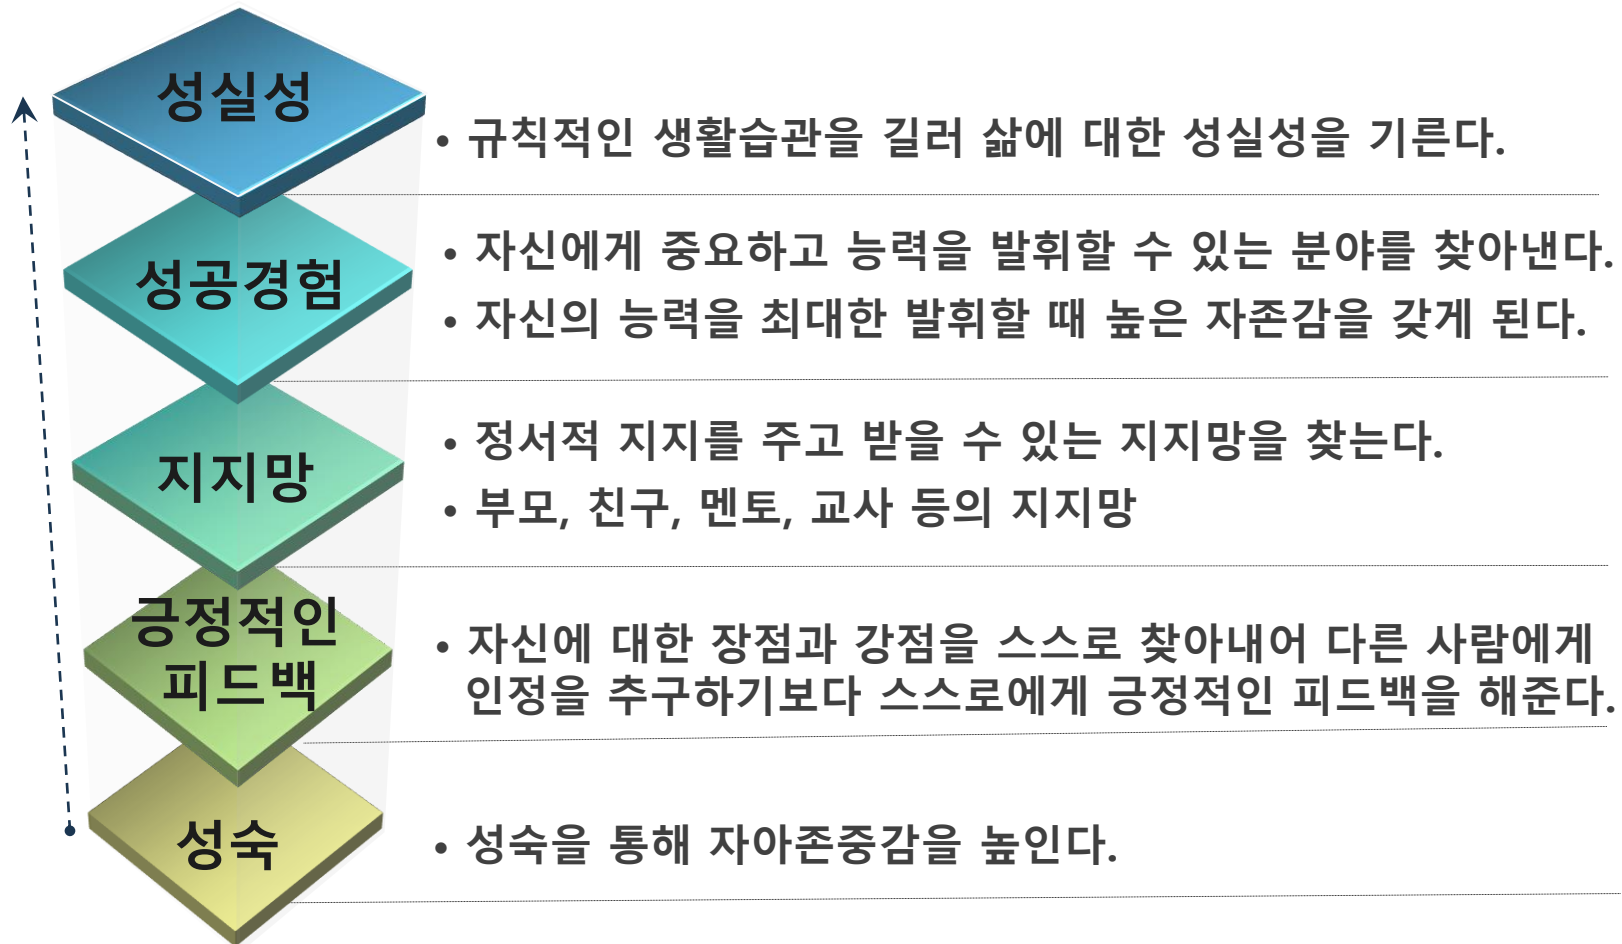 성실성
• 규칙적인 생활습관을 길러 삶에 대한 성실성을 기른다.
성공경험
• 자신에게 중요하고 능력을 발휘할 수 있는 분야를 찾아낸다.
• 자신의 능력을 최대한 발휘할 때 높은 자존감을 갖게 된다.
지지망
• 정서적 지지를 주고 받을 수 있는 지지망을 찾는다.
• 부모, 친구, 멘토, 교사 등의 지지망
긍정적인
피드백
• 자신에 대한 장점과 강점을 스스로 찾아내어 다른 사람에게
인정을 추구하기보다 스스로에게 긍정적인 피드백을 해준다.
성숙
• 성숙을 통해 자아존중감을 높인다.